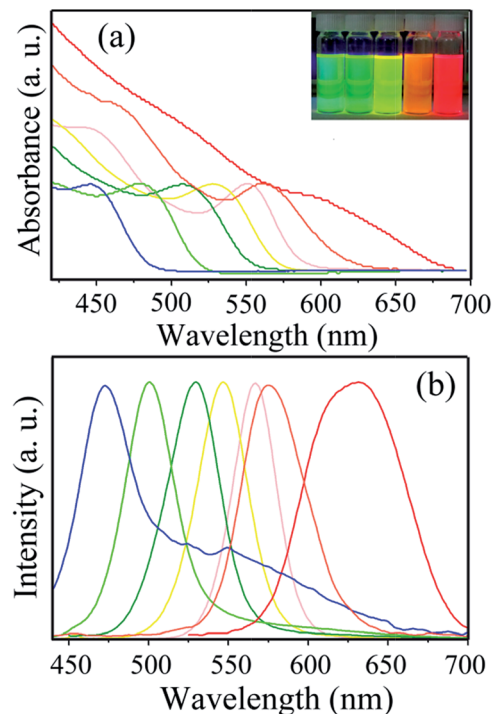 (a)
Absorbance (a. u.)
450 500 550 600 650 700
Wavelength (nm)
(b)
Intensity (a. u.)
450 500 550 600 650 700
Wavelength (nm)